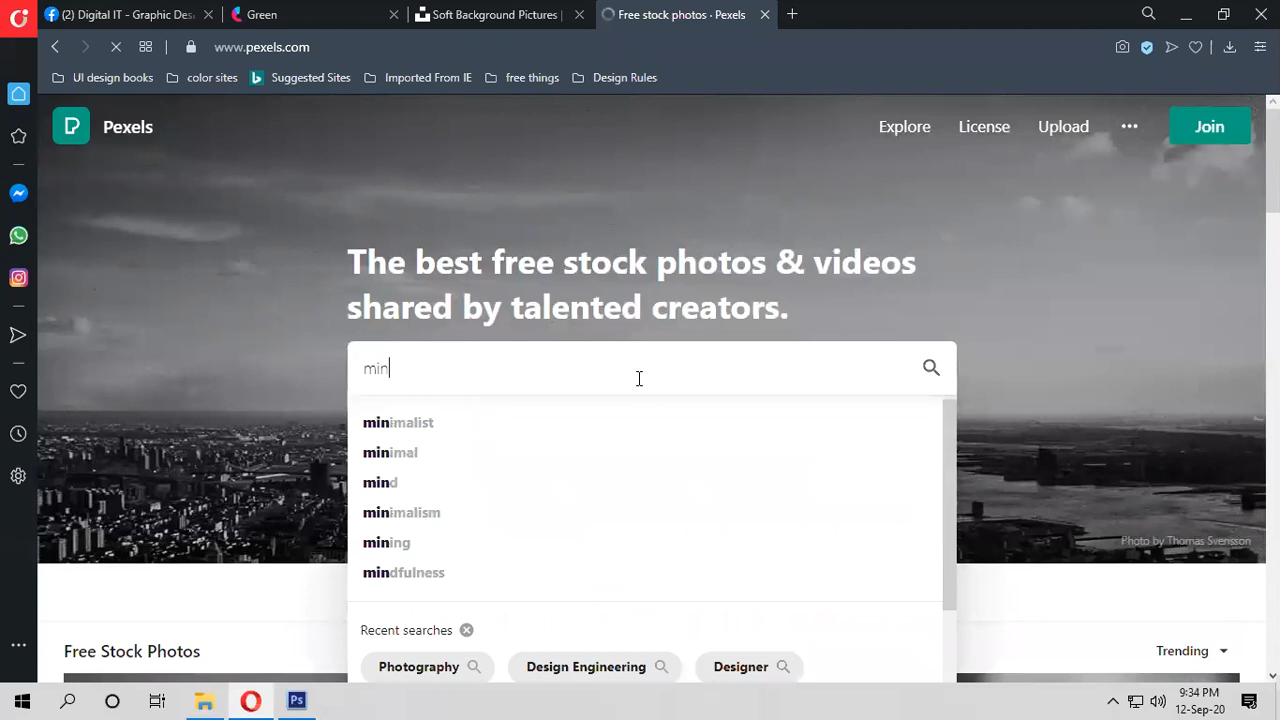 (2) Digital IT - Graphic Des
Green
Soft Background Pictures |
Free stock photos · Pexels
www.pexels.com
UI design books
color sites
b
Suggested Sites
Imported From IE
free things
Design Rules
Pexels
Explore
License
Upload
Join
The best free stock photos & videos
shared by talented creators.
min
minimalist
minimal
mind
minimalism
mining
mindfulness
Photo by Thomas Svensson
Recent searches
Photography
Design Engineering
Designer
Free Stock Photos
Trending
Ps
9:34 PM
12-Sep-20